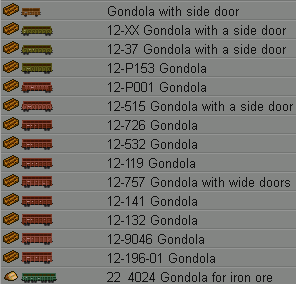 Gondola with side door
12-XX Gondola with a side door
12-37 Gondola with a side door
12-P153 Gondola
12-P001 Gondola
12-515 Gondola with a side door
12-726 Gondola
12-532 Gondola
12-119 Gondola
12-757 Gondola with wide doors
12-141 Gondola
12-132 Gondola
12-9046 Gondola
12-196-01 Gondola
22_4024 Gondola for iron ore